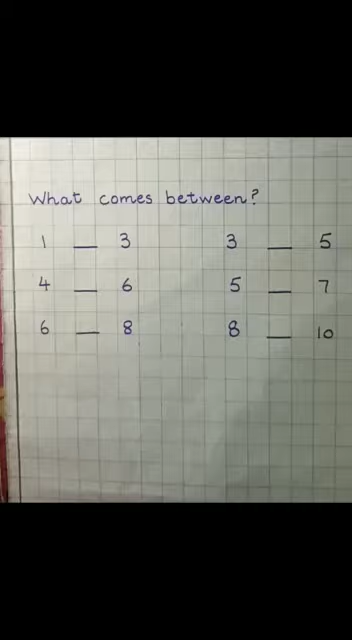 What comes between?
1 __ 3 3 __ 5
4 __ 6 5 __ 7
6 __ 8 8 __ 10